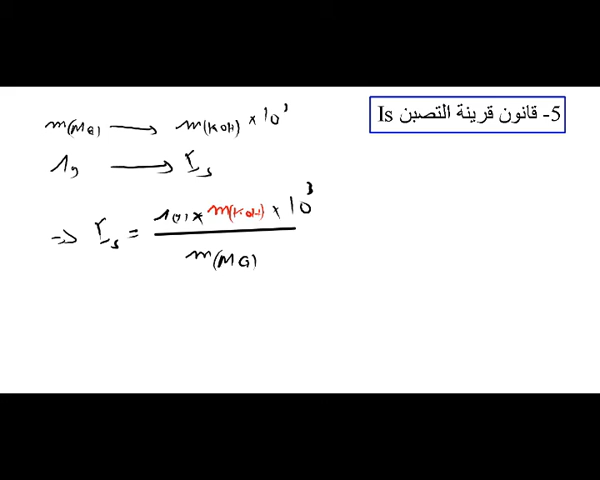 5- قانون قرينة التصبن Is
m(MG) → m(KOH) × 10³
1g → Is
=> Is = 1(g) × m(KOH) × 10³
m(MG)